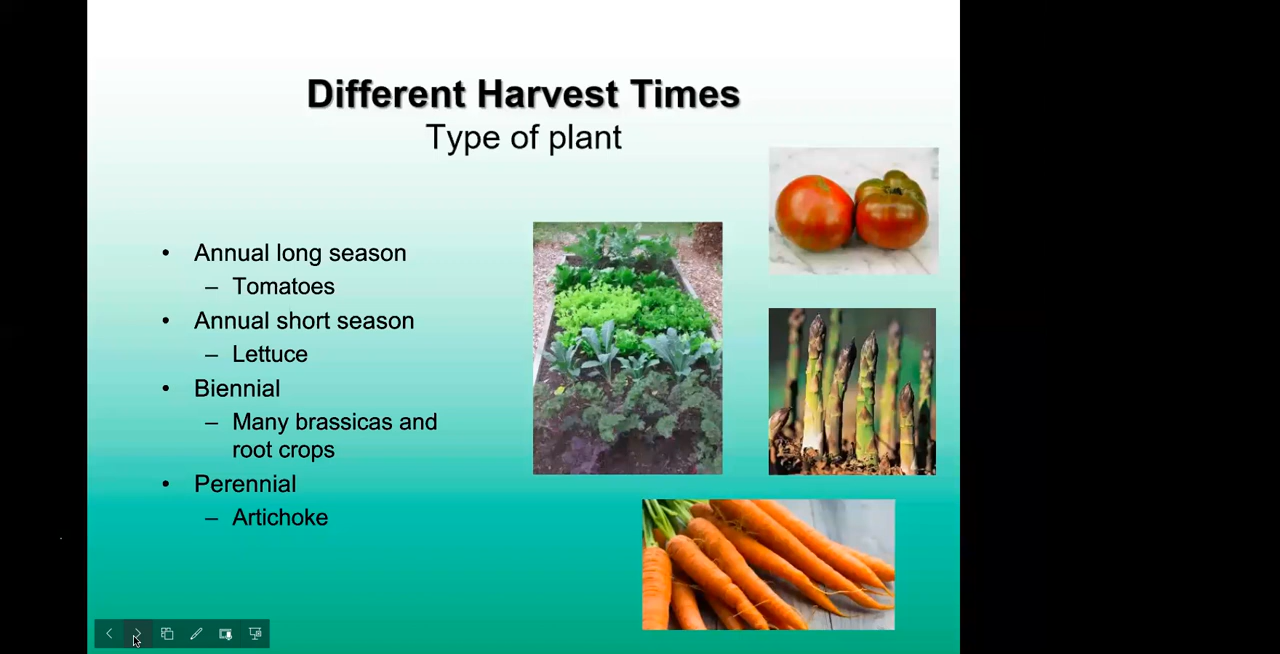 Different Harvest Times
Type of plant
• Annual long season
– Tomatoes
• Annual short season
– Lettuce
• Biennial
– Many brassicas and
root crops
• Perennial
– Artichoke